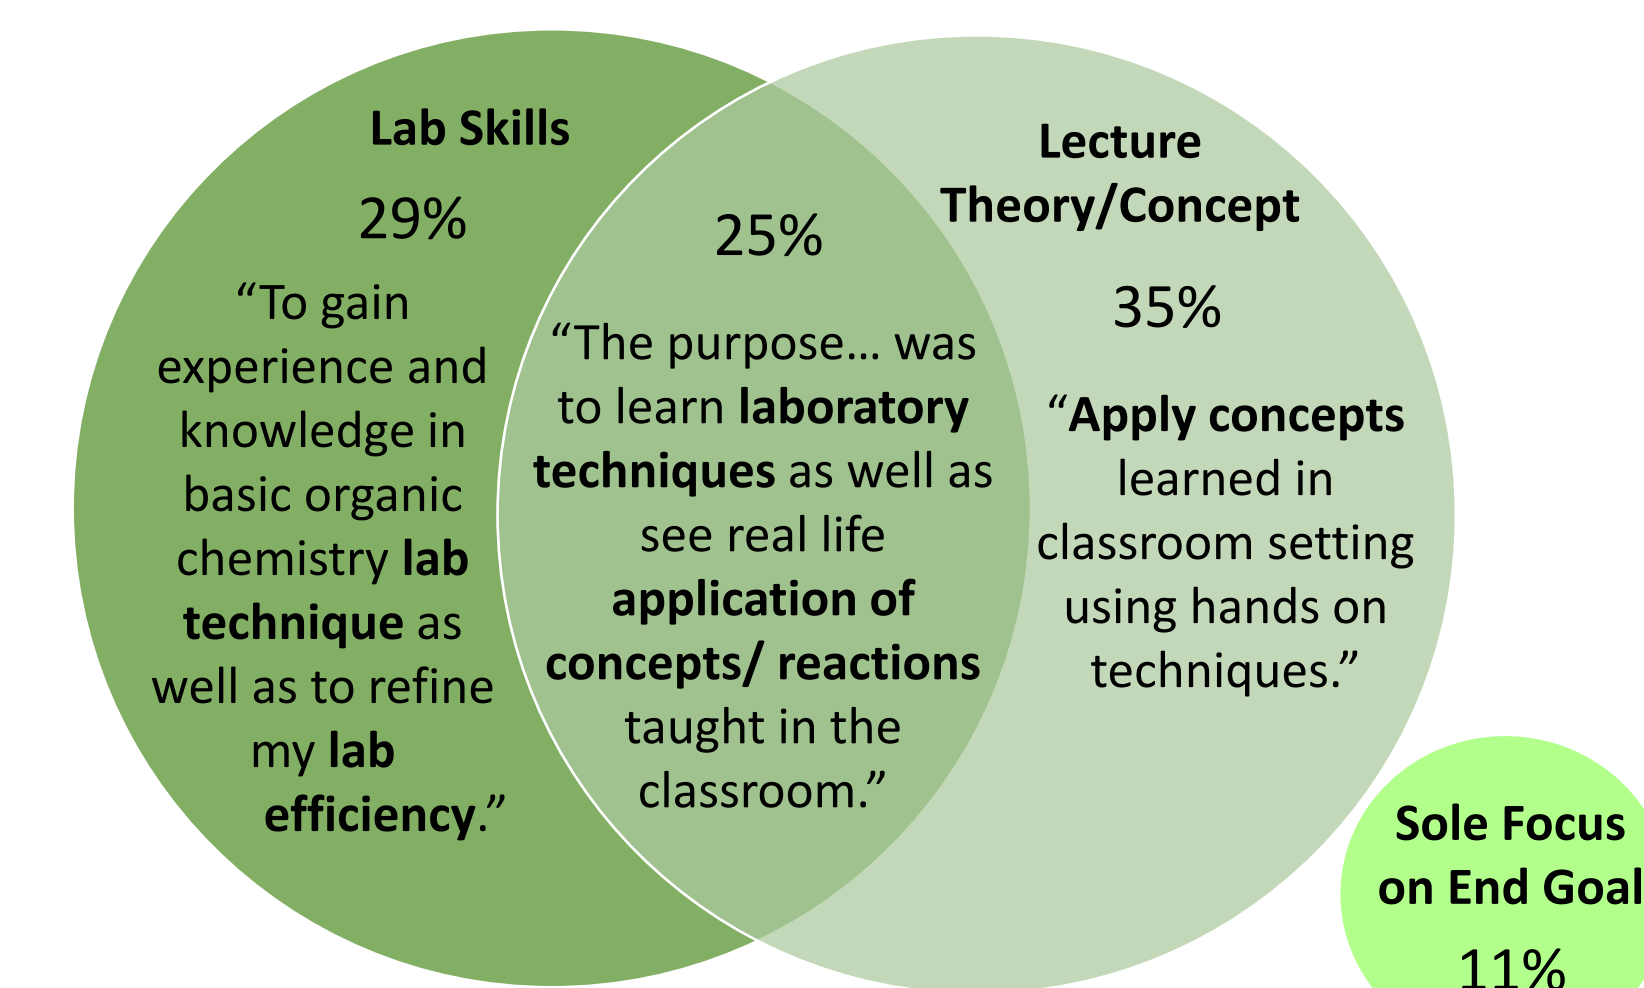 Lab Skills
29%
“To gain
experience and
knowledge in
basic organic
chemistry lab
technique as
well as to refine
my lab
efficiency.”
25%
“The purpose... was
to learn laboratory
techniques as well as
see real life
application of
concepts/ reactions
taught in the
classroom.”
Lecture
Theory/Concept
35%
“Apply concepts
learned in
classroom setting
using hands on
techniques.”
Sole Focus
on End Goal
11%